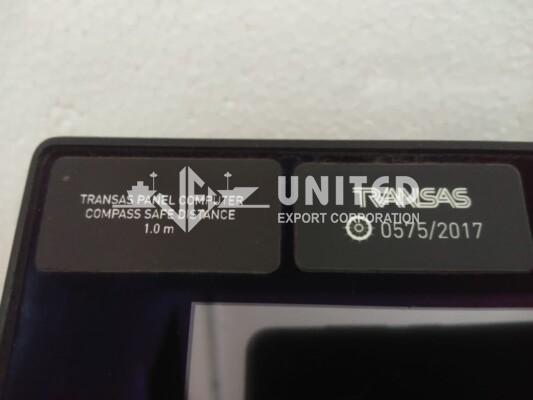 TRANSAS PANEL COMPUTER
COMPASS SAFE DISTANCE
1.0 m
UNITED
EXPORT CORPORATION
TRANSAS
0575/2017